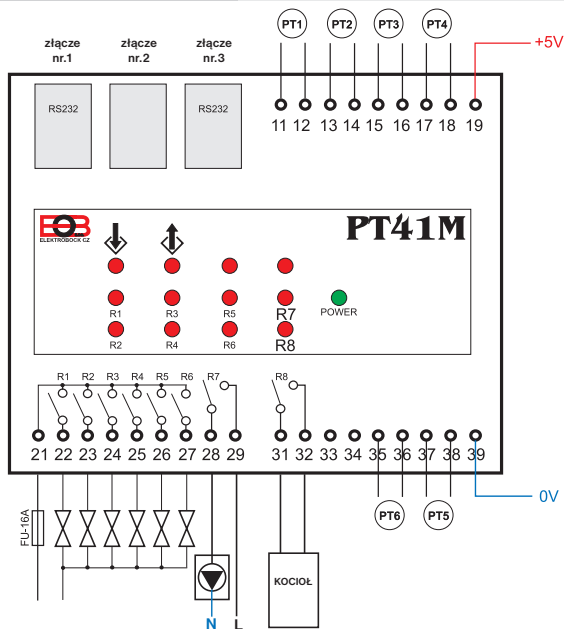 PT1 PT2 PT3 PT4
złącze nr.1
złącze nr.2
złącze nr.3
+5V
RS232 RS232
11 12 13 14 15 16 17 18 19
EOB
ELEKTROBOCK CZ
PT41M
R1 R3 R5 R7 POWER
R2 R4 R6 R8
R1 R2 R3 R4 R5 R6 R7 R8
21 22 23 24 25 26 27 28 29 31 32 33 34 35 36 37 38 39
0V
FU-16A
PT6 PT5
KOCIOŁ
N L